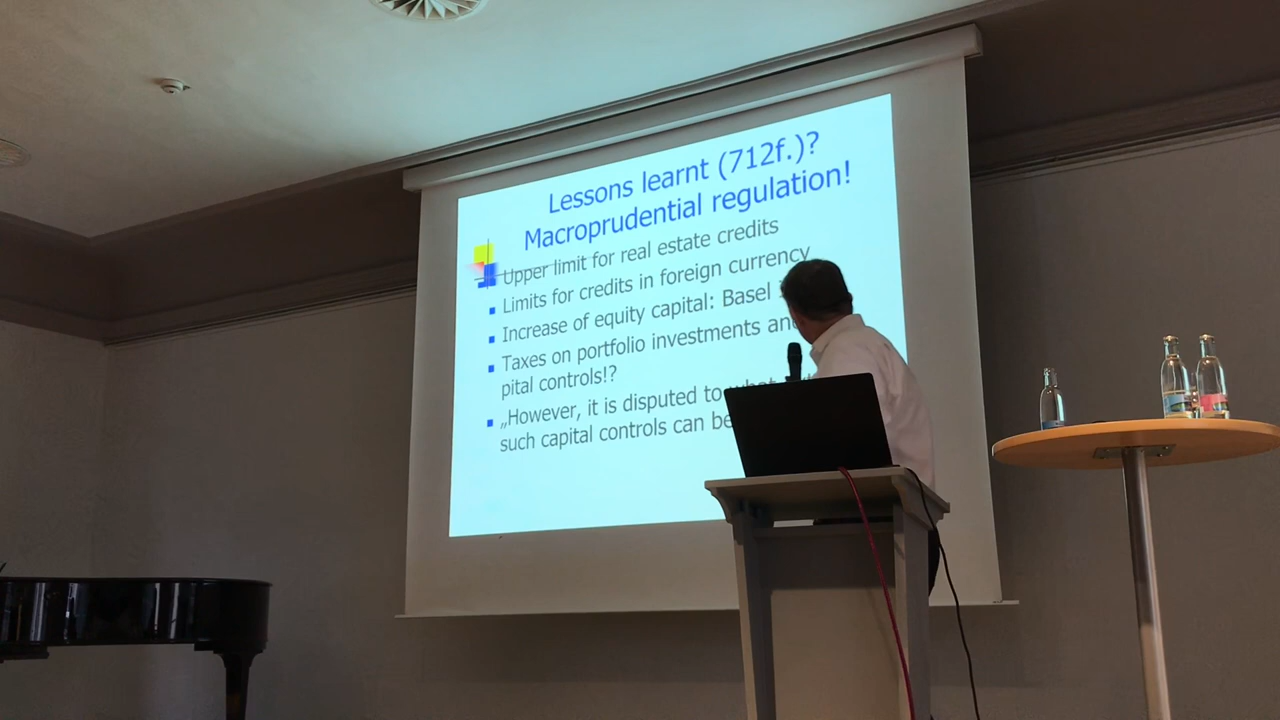 Lessons learnt (712f.)?
Macroprudential regulation!
Upper limit for real estate credits
Limits for credits in foreign currency
Increase of equity capital: Basel
Taxes on portfolio investments and
pital controls!?
„However, it is disputed to what
such capital controls can be